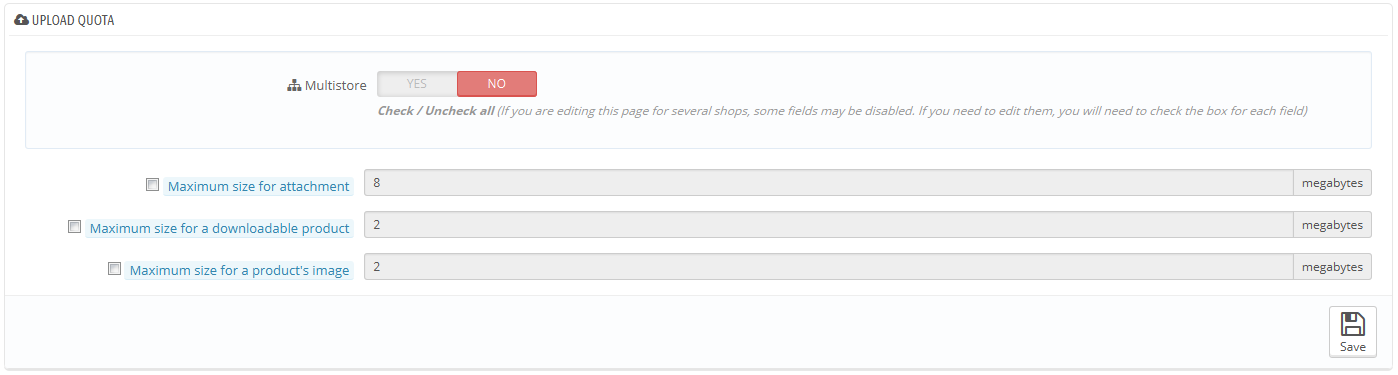 UPLOAD QUOTA
Multistore YES NO
Check / Uncheck all (If you are editing this page for several shops, some fields may be disabled. If you need to edit them, you will need to check the box for each field)
Maximum size for attachment 8 megabytes
Maximum size for a downloadable product 2 megabytes
Maximum size for a product's image 2 megabytes
Save